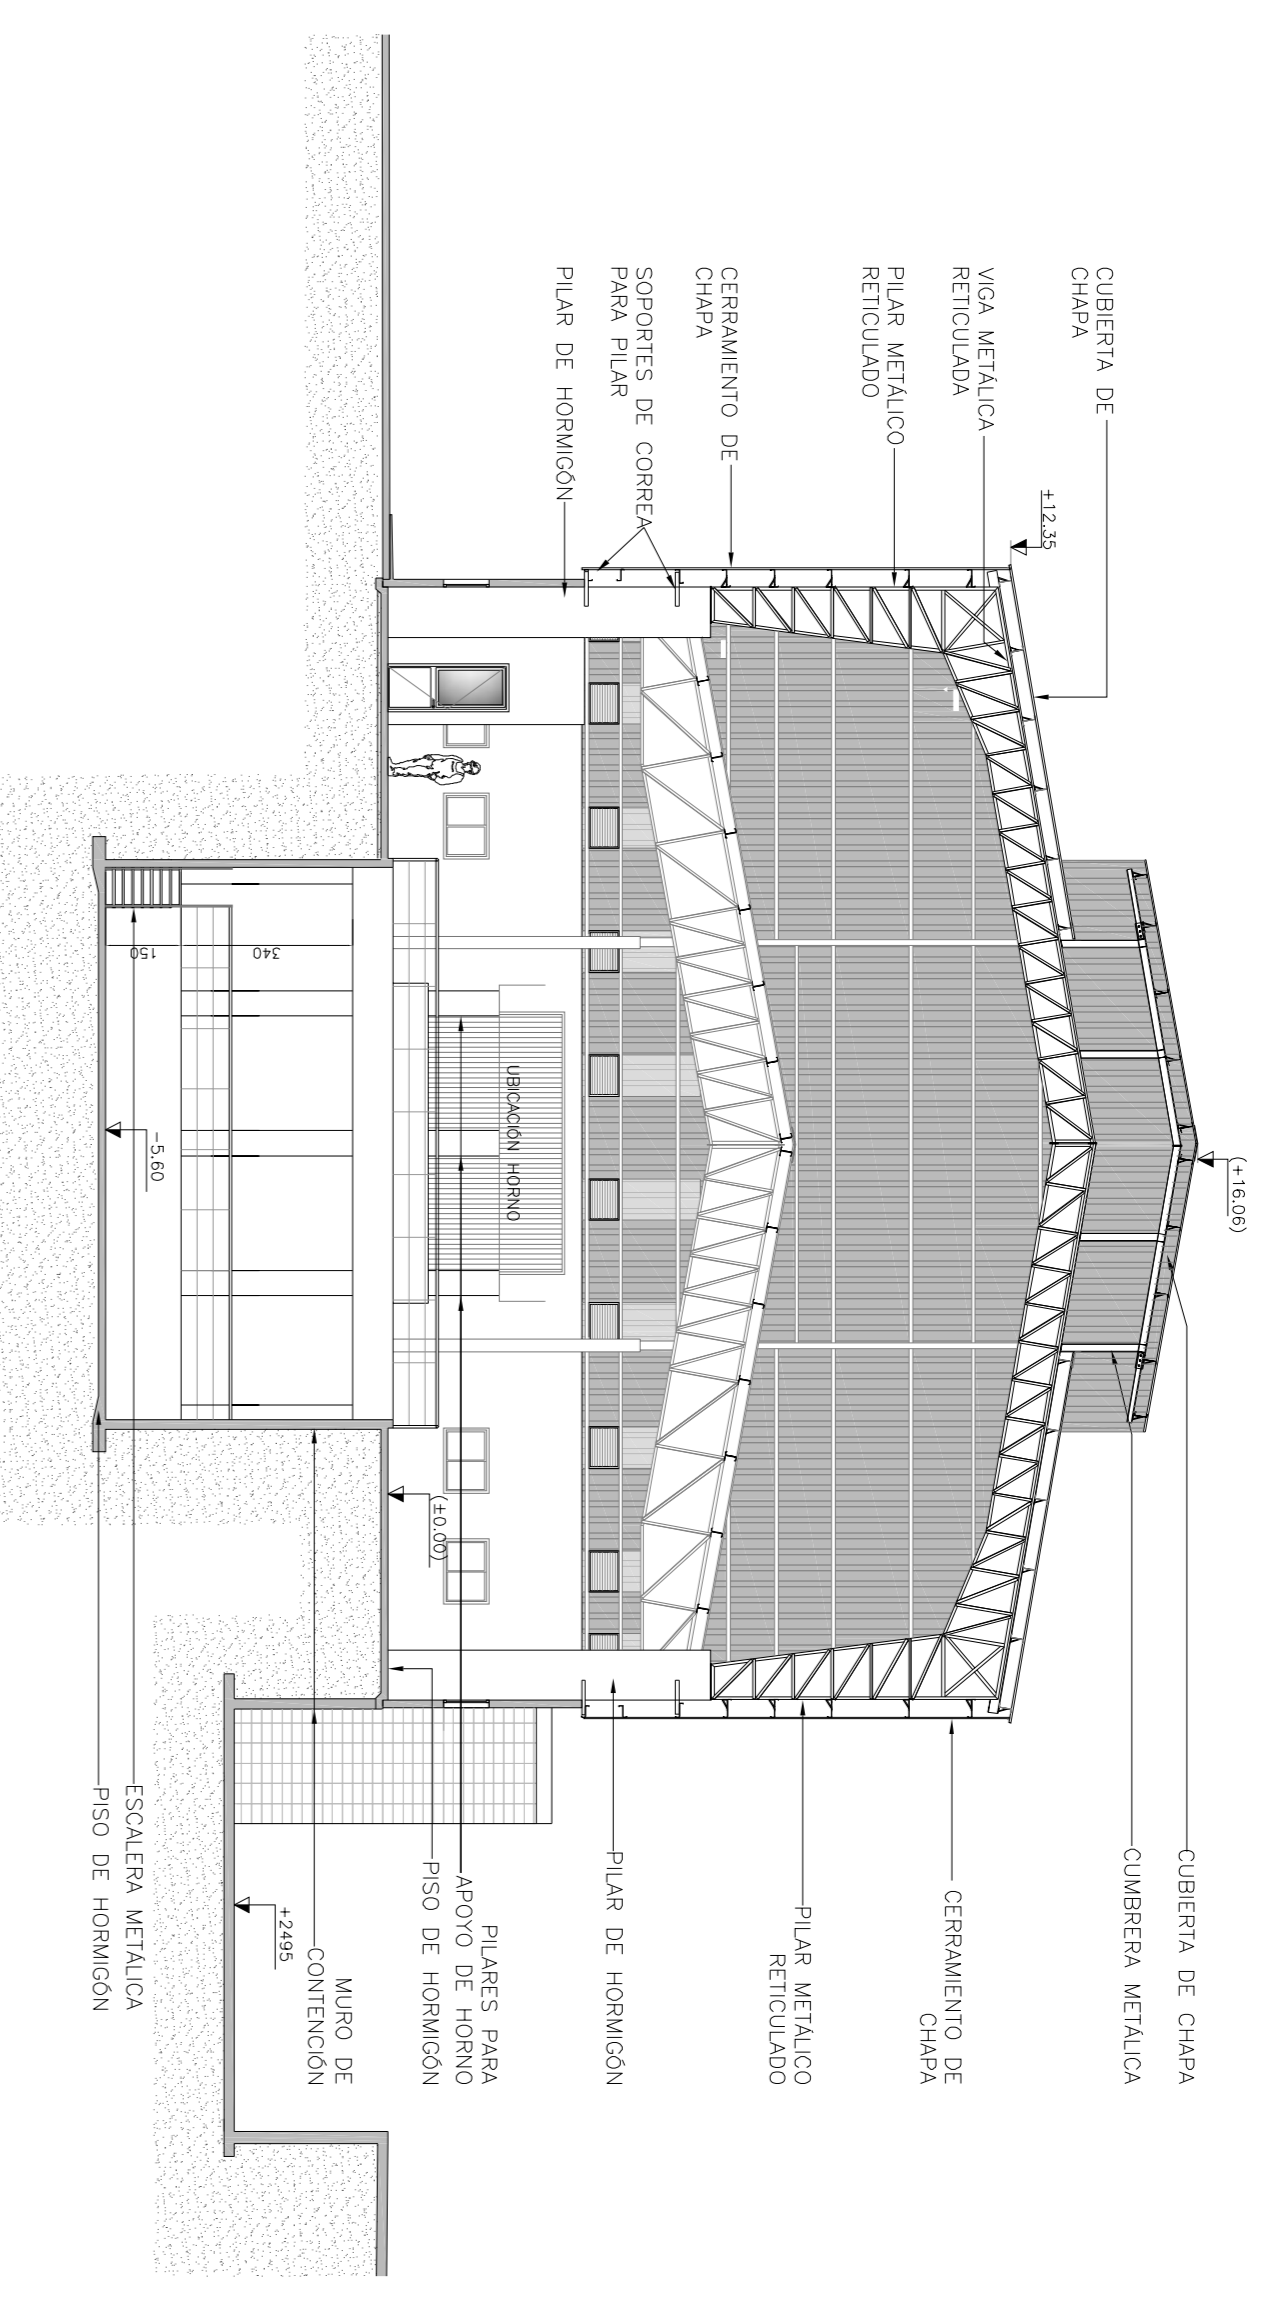 CUBIERTA DE
CHAPA
VIGA METÁLICA
RETICULADA
PILAR METÁLICO
RETICULADO
CERRAMIENTO DE
CHAPA
SOPORTES DE CORREA
PARA PILAR
PILAR DE HORMIGÓN
+12.35
(+16.06)
UBICACIÓN HORNO
340
150
-5.60
(±0.00)
+2495
CUBIERTA DE CHAPA
CUMBRERA METÁLICA
CERRAMIENTO DE
CHAPA
PILAR METÁLICO
RETICULADO
PILAR DE HORMIGÓN
PILARES PARA
APOYO DE HORNO
PISO DE HORMIGÓN
MURO DE
CONTENCIÓN
ESCALERA METÁLICA
PISO DE HORMIGÓN